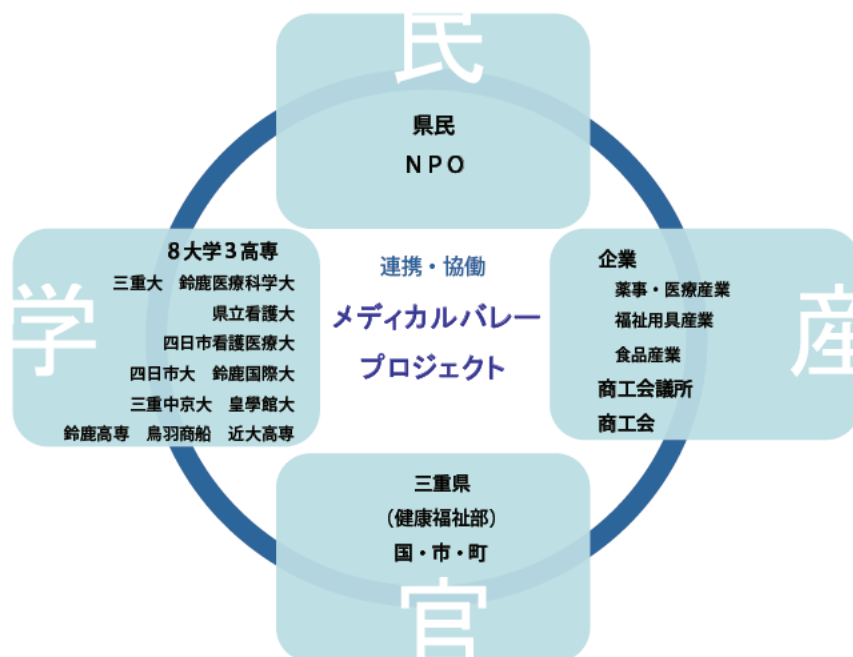 民
県民
NPO
学
8大学3高専
三重大　鈴鹿医療科学大
県立看護大
四日市看護医療大
四日市大　鈴鹿国際大
三重中京大　皇學館大
鈴鹿高専　鳥羽商船　近大高専
連携・協働
メディカルバレー
プロジェクト
産
企業
薬事・医療産業
福祉用具産業
食品産業
商工会議所
商工会
三重県
（健康福祉部）
国・市・町
官